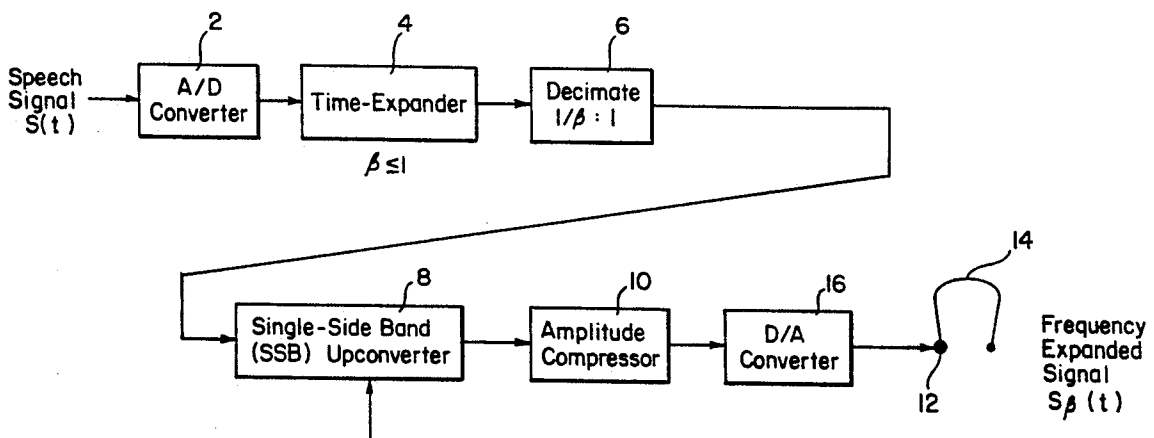 2
4
6
Speech
Signal
S(t)
A/D
Converter
Time-Expander
Decimate
1/β : 1
β ≦ 1
8
10
16
14
Single-Side Band
(SSB) Upconverter
Amplitude
Compressor
D/A
Converter
12
Frequency
Expanded
Signal
Sβ (t)